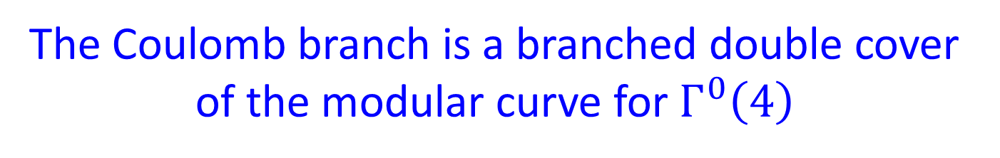 The Coulomb branch is a branched double cover
of the modular curve for Γ⁰(4)